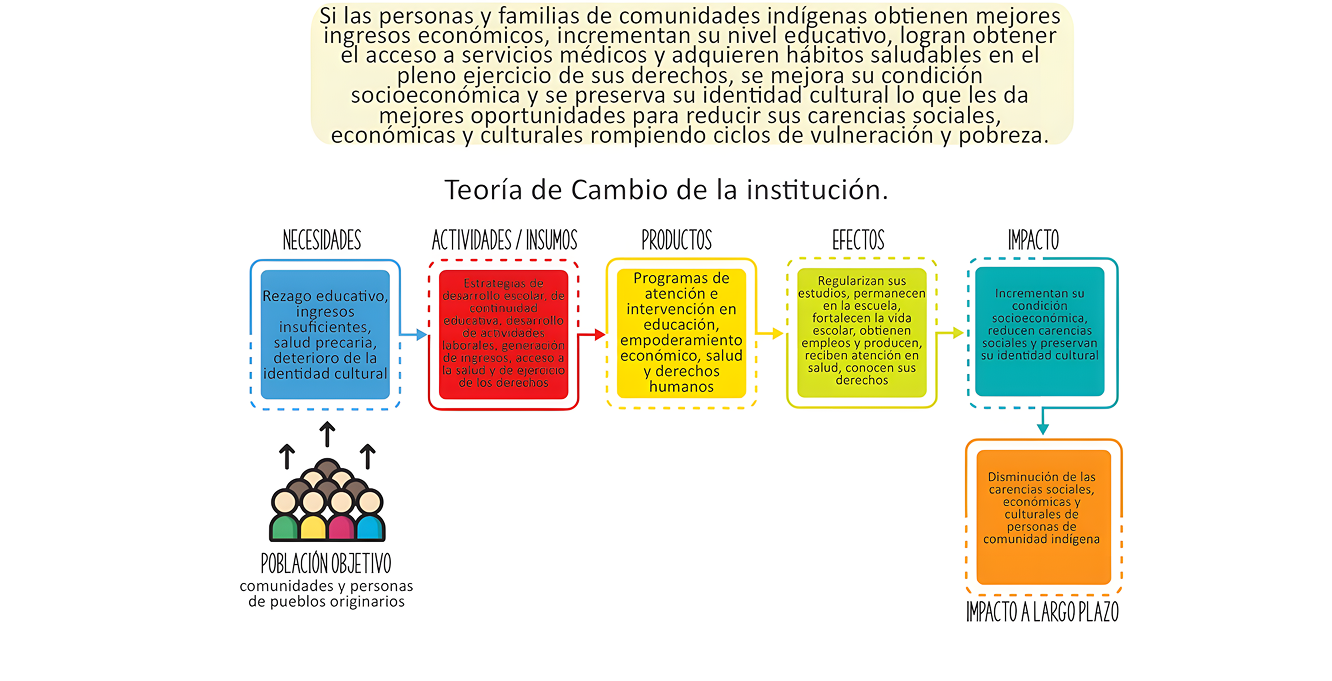 Si las personas y familias de comunidades indígenas obtienen mejores
ingresos económicos, incrementan su nivel educativo, logran obtener
el acceso a servicios médicos y adquieren hábitos saludables en el
pleno ejercicio de sus derechos, se mejora su condición
socioeconómica y se preserva su identidad cultural lo que les da
mejores oportunidades para reducir sus carencias sociales,
económicas y culturales rompiendo ciclos de vulneración y pobreza.
Teoría de Cambio de la institución.
NECESIDADES
Rezago educativo,
ingresos
insuficientes,
salud precaria,
deterioro de la
identidad cultural
ACTIVIDADES / INSUMOS
Estrategias de
desarrollo escolar, de
continuidad
educativa, desarrollo
de actividades
laborales, generación
de ingresos, acceso a
la salud y de ejercicio
de los derechos
PRODUCTOS
Programas de
atención e
intervención en
educación,
empoderamiento
económico, salud
y derechos
humanos
EFECTOS
Regularizan sus
estudios, permanecen
en la escuela,
fortalecen la vida
escolar, obtienen
empleos y producen,
reciben atención en
salud, conocen sus
derechos
IMPACTO
Incrementan su
condición
socioeconómica,
reducen carencias
sociales y preservan
su identidad cultural
POBLACIÓN OBJETIVO
comunidades y personas
de pueblos originarios
Disminución de las
carencias sociales,
económicas y
culturales de
personas de
comunidad indígena
IMPACTO A LARGO PLAZO